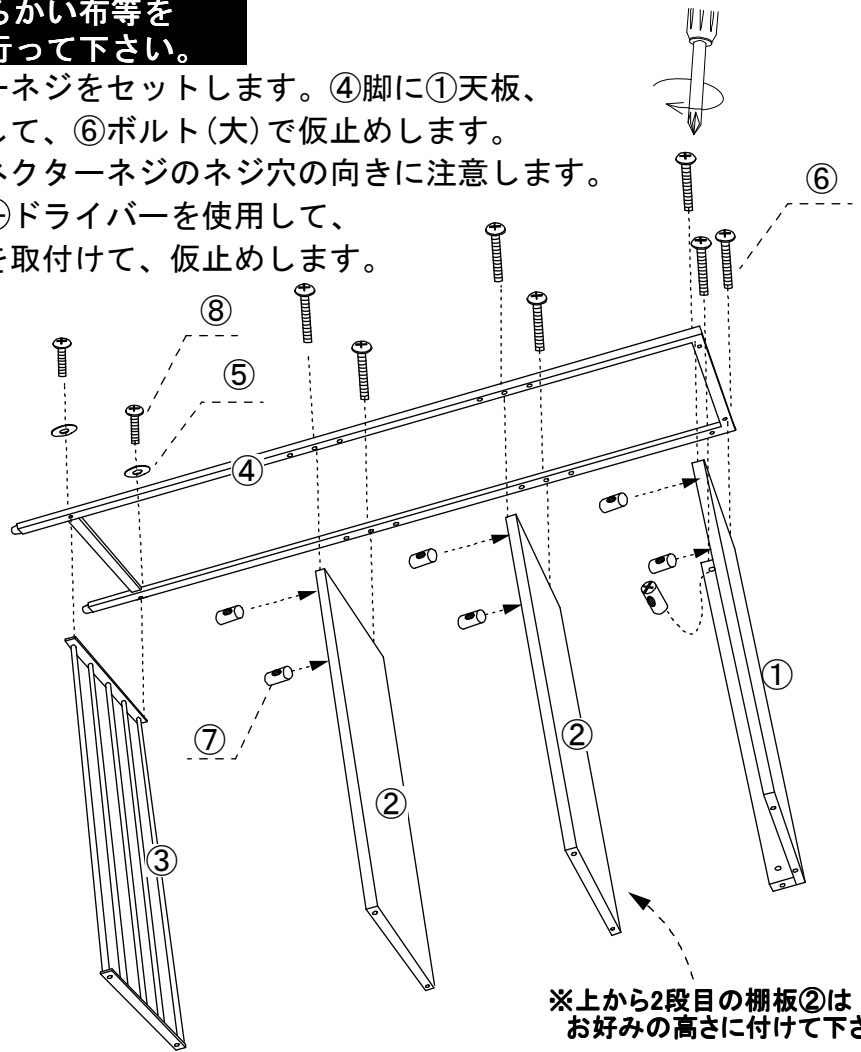 らかい布等を
行って下さい。
ーネジをセットします。④脚に①天板、
して、⑥ボルト(大)で仮止めします。
ネクターネジのネジ穴の向きに注意します。
ドライバーを使用して、
を取付けて、仮止めします。
⑥
⑧
⑤
④
①
②
⑦
②
③
※上から2段目の棚板②は
お好みの高さに付けて下さ